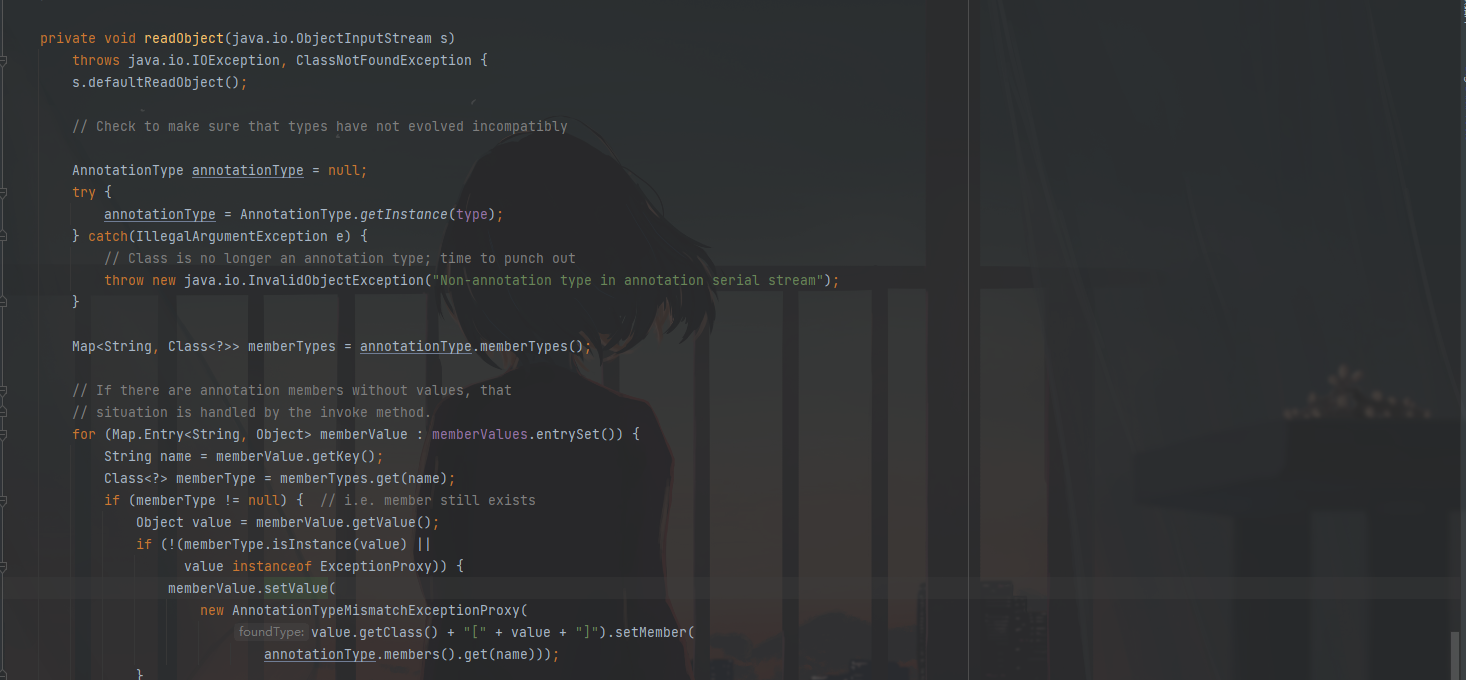 private void readObject(java.io.ObjectInputStream s)
throws java.io.IOException, ClassNotFoundException {
s.defaultReadObject();
// Check to make sure that types have not evolved incompatibly
AnnotationType annotationType = null;
try {
annotationType = AnnotationType.getInstance(type);
} catch(IllegalArgumentException e) {
// Class is no longer an annotation type; time to punch out
throw new java.io.InvalidObjectException("Non-annotation type in annotation serial stream");
}
Map<String, Class<?>> memberTypes = annotationType.memberTypes();
// If there are annotation members without values, that
// situation is handled by the invoke method.
for (Map.Entry<String, Object> memberValue : memberValues.entrySet()) {
String name = memberValue.getKey();
Class<?> memberType = memberTypes.get(name);
if (memberType != null) {  // i.e. member still exists
Object value = memberValue.getValue();
if (!(memberType.isInstance(value) ||
value instanceof ExceptionProxy)) {
memberValue.setValue(
new AnnotationTypeMismatchExceptionProxy(
foundType: value.getClass() + "[" + value + "]").setMember(
annotationType.members().get(name)));
}